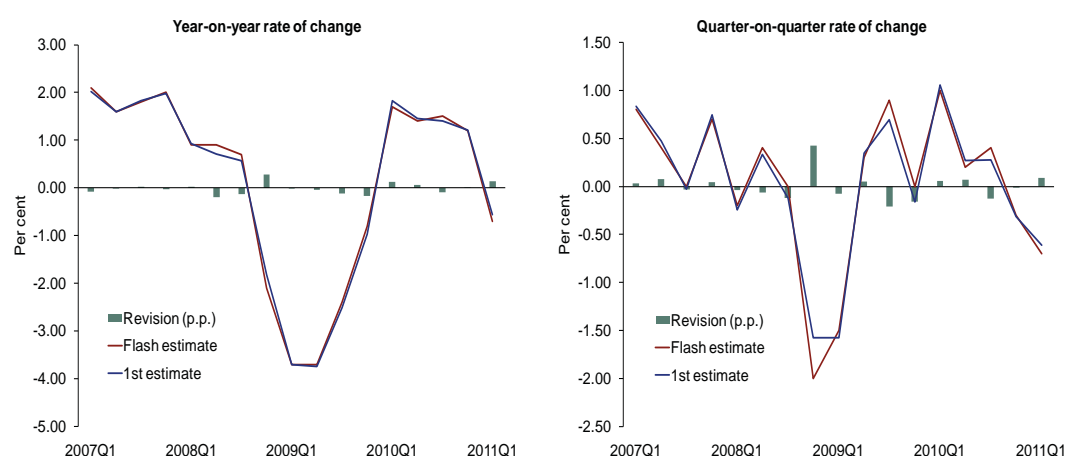 Year-on-year rate of change
3.00
2.00
1.00
0.00
-1.00
-2.00
-3.00
-4.00
-5.00
Per cent
Revision (p.p.)
Flash estimate
1st estimate
2007Q1 2008Q1 2009Q1 2010Q1 2011Q1
Quarter-on-quarter rate of change
1.50
1.00
0.50
0.00
-0.50
-1.00
-1.50
-2.00
-2.50
Per cent
Revision (p.p.)
Flash estimate
1st estimate
2007Q1 2008Q1 2009Q1 2010Q1 2011Q1